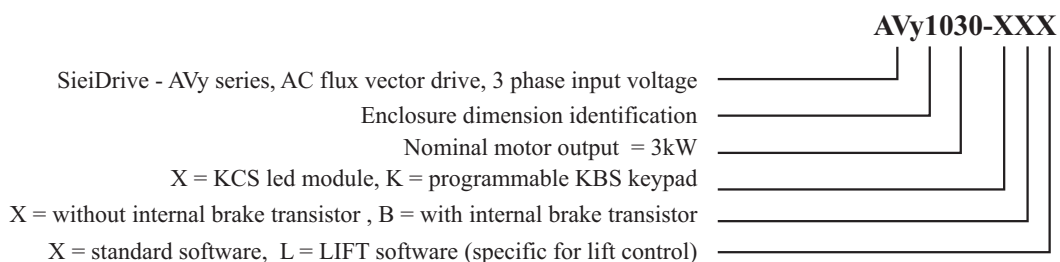 AVy1030-XXX
SieiDrive - AVy series, AC flux vector drive, 3 phase input voltage
Enclosure dimension identification
Nominal motor output = 3kW
X = KCS led module, K = programmable KBS keypad
X = without internal brake transistor , B = with internal brake transistor
X = standard software, L = LIFT software (specific for lift control)